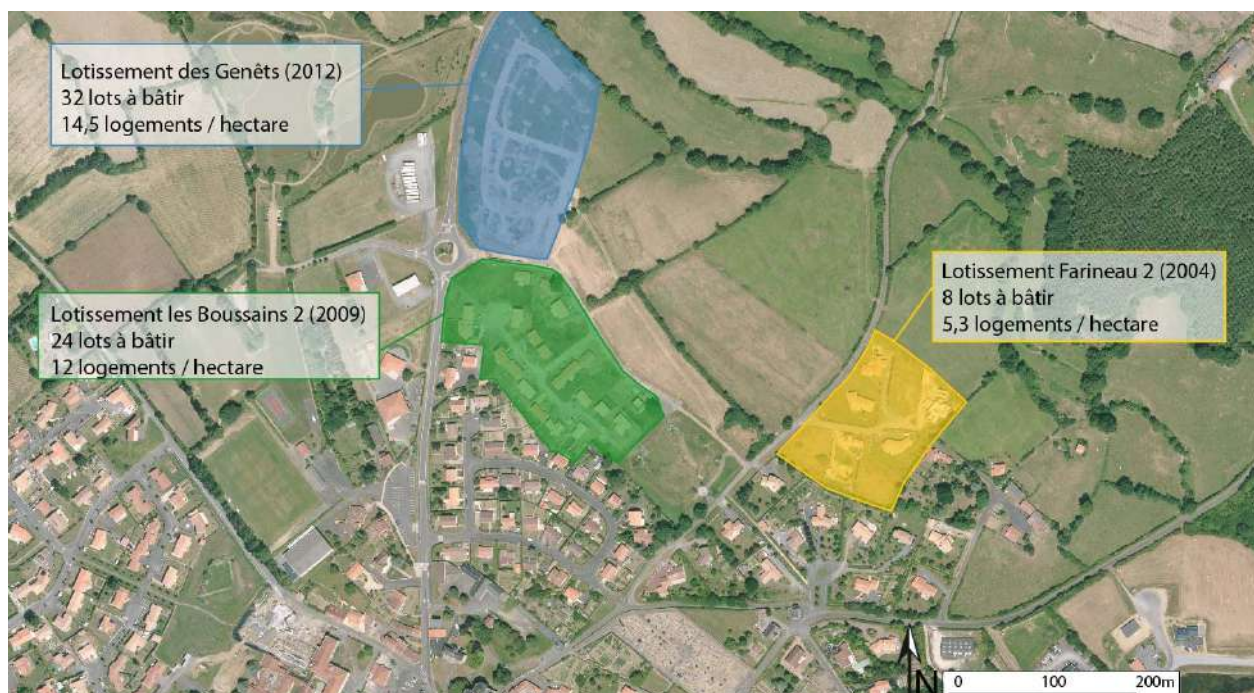 Lotissement des Genêts (2012)
32 lots à bâtir
14,5 logements / hectare
Lotissement Farineau 2 (2004)
8 lots à bâtir
5,3 logements / hectare
Lotissement les Boussains 2 (2009)
24 lots à bâtir
12 logements / hectare
N
0 100 200m